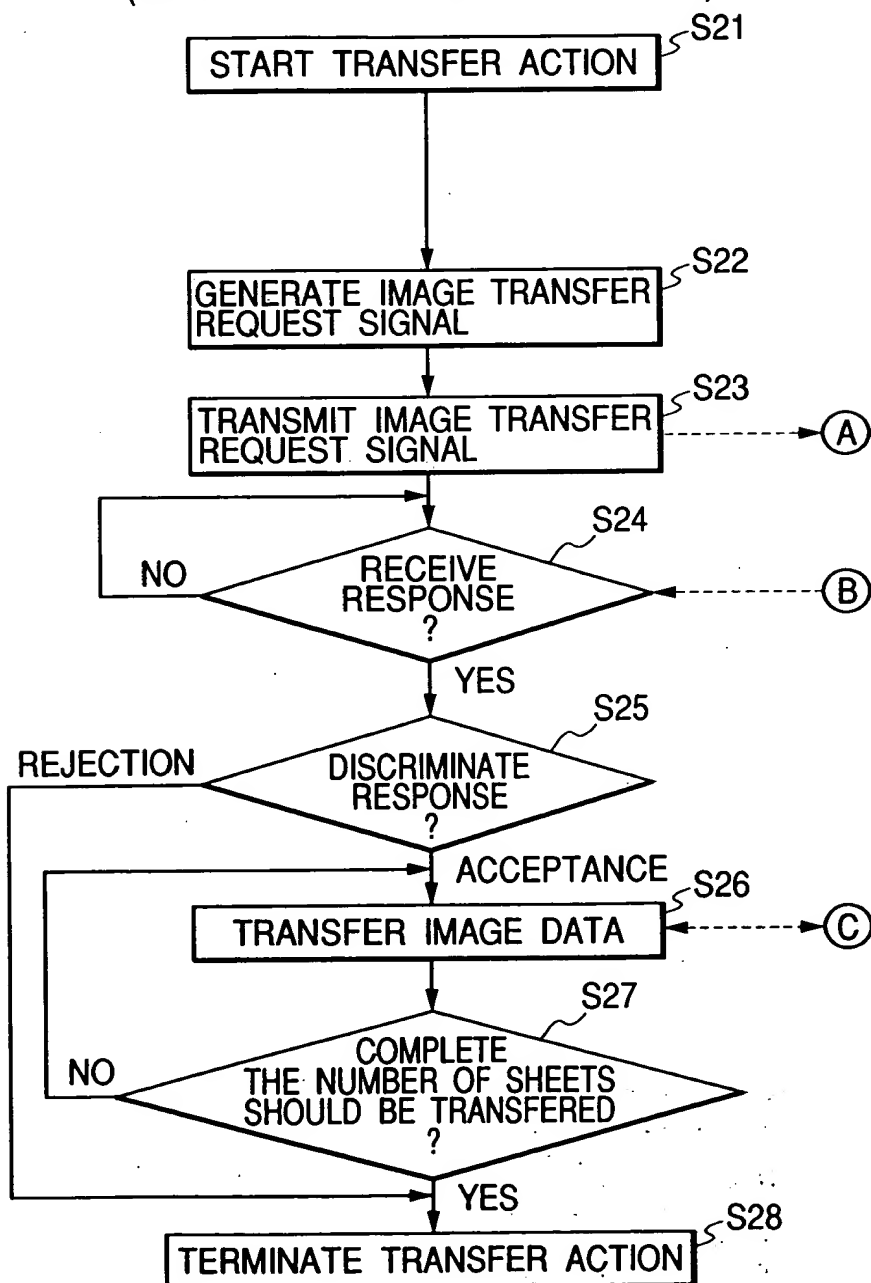 S21
START TRANSFER ACTION
S22
GENERATE IMAGE TRANSFER
REQUEST SIGNAL
S23
TRANSMIT IMAGE TRANSFER
REQUEST SIGNAL
A
S24
NO
RECEIVE
RESPONSE
?
B
YES
S25
REJECTION
DISCRIMINATE
RESPONSE
?
ACCEPTANCE
S26
TRANSFER IMAGE DATA
C
S27
NO
COMPLETE
THE NUMBER OF SHEETS
SHOULD BE TRANSFERED
?
YES
S28
TERMINATE TRANSFER ACTION